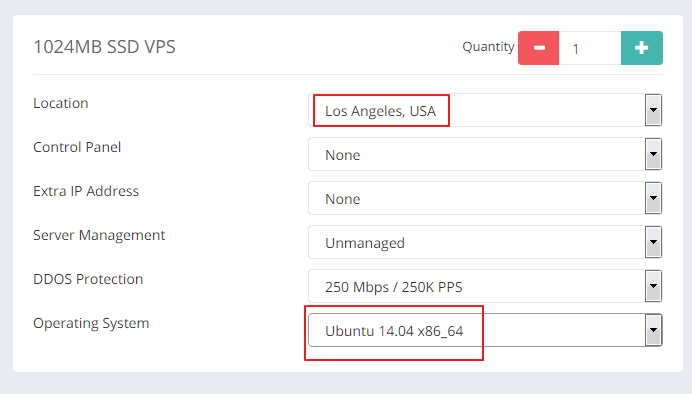 1024MB SSD VPS Quantity 1
Location Los Angeles, USA
Control Panel None
Extra IP Address None
Server Management Unmanaged
DDOS Protection 250 Mbps / 250K PPS
Operating System Ubuntu 14.04 x86_64